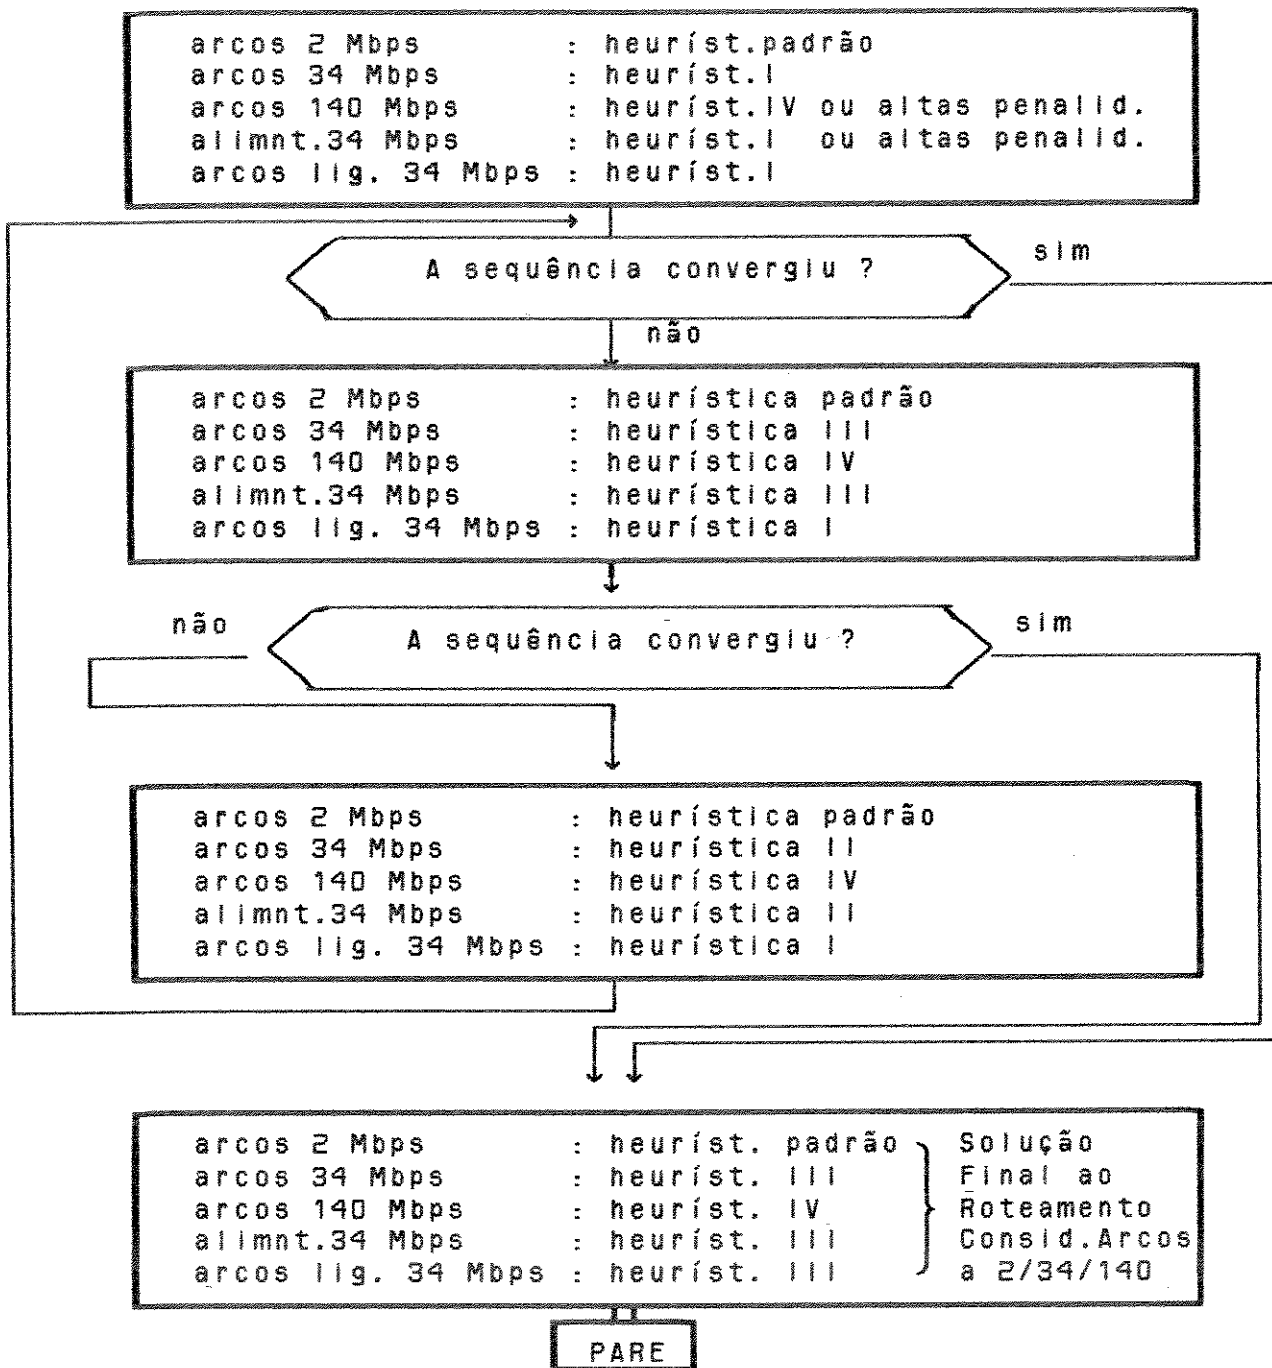 arcos 2 Mbps : heuríst.padrão
arcos 34 Mbps : heuríst.I
arcos 140 Mbps : heuríst.IV ou altas penalid.
alimnt.34 Mbps : heuríst.I ou altas penalid.
arcos lig. 34 Mbps : heuríst.I
A sequência convergiu ?
sim
não
arcos 2 Mbps : heurística padrão
arcos 34 Mbps : heurística III
arcos 140 Mbps : heurística IV
alimnt.34 Mbps : heurística III
arcos lig. 34 Mbps : heurística I
não
A sequência convergiu ?
sim
arcos 2 Mbps : heurística padrão
arcos 34 Mbps : heurística II
arcos 140 Mbps : heurística IV
alimnt.34 Mbps : heurística II
arcos lig. 34 Mbps : heurística I
arcos 2 Mbps : heuríst. padrão
arcos 34 Mbps : heuríst. III
arcos 140 Mbps : heuríst. IV
alimnt.34 Mbps : heuríst. III
arcos lig. 34 Mbps : heuríst. III
Solução
Final ao
Roteamento
Consid.Arcos
a 2/34/140
PARE